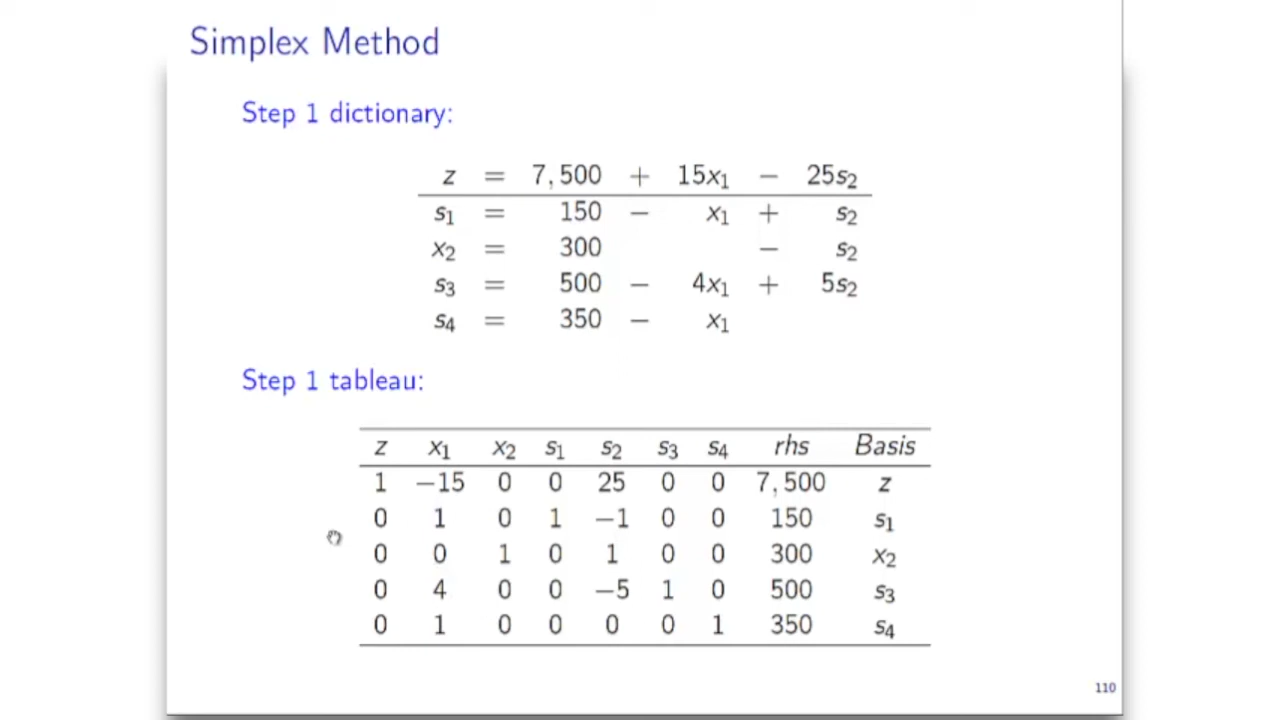 Simplex Method
Step 1 dictionary:
z = 7,500 + 15x₁ − 25s₂
s₁ = 150 − x₁ + s₂
x₂ = 300 − s₂
s₃ = 500 − 4x₁ + 5s₂
s₄ = 350 − x₁
Step 1 tableau:
z x₁ x₂ s₁ s₂ s₃ s₄ rhs Basis
1 −15 0 0 25 0 0 7,500 z
0 1 0 1 −1 0 0 150 s₁
0 0 1 0 1 0 0 300 x₂
0 4 0 0 −5 1 0 500 s₃
0 1 0 0 0 0 1 350 s₄
110